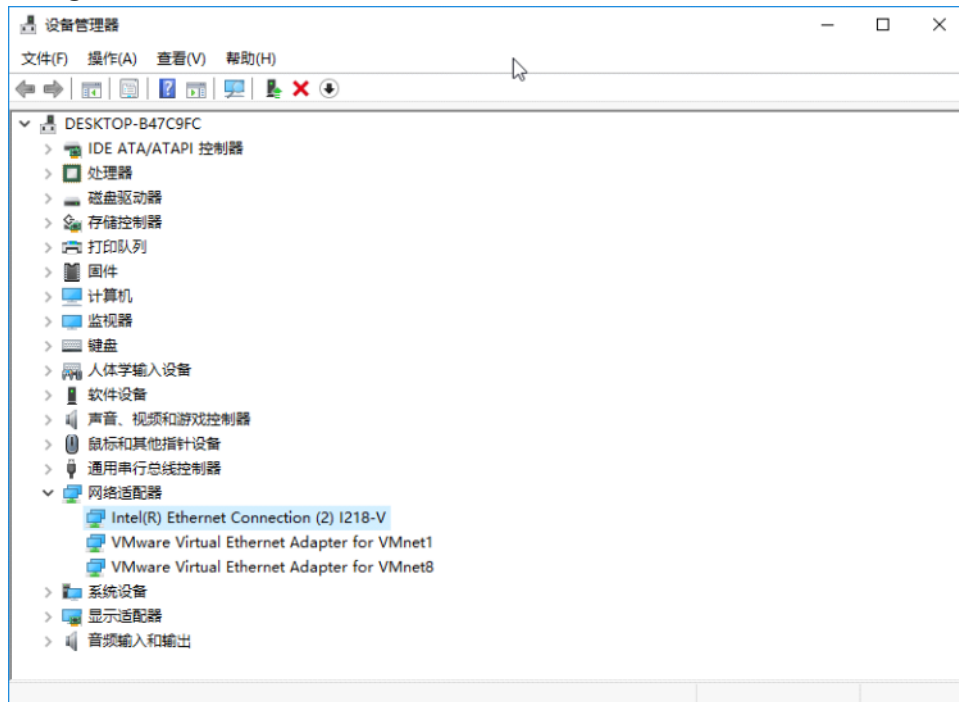 设备管理器
文件(F) 操作(A) 查看(V) 帮助(H)
DESKTOP-B47C9FC
IDE ATA/ATAPI 控制器
处理器
磁盘驱动器
存储控制器
打印队列
固件
计算机
监视器
键盘
人体学输入设备
软件设备
声音、视频和游戏控制器
鼠标和其他指针设备
通用串行总线控制器
网络适配器
Intel(R) Ethernet Connection (2) I218-V
VMware Virtual Ethernet Adapter for VMnet1
VMware Virtual Ethernet Adapter for VMnet8
系统设备
显示适配器
音频输入和输出